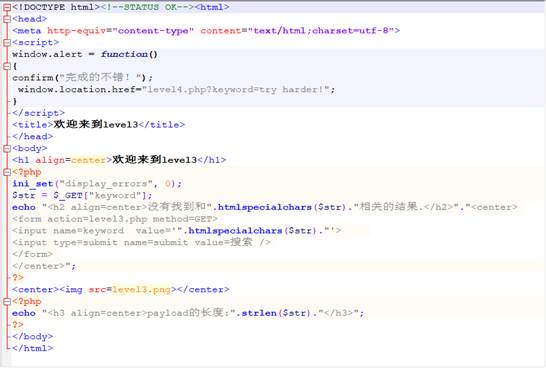 <!DOCTYPE html><!--STATUS OK--><html>
<head>
<meta http-equiv="content-type" content="text/html;charset=utf-8">
<script>
window.alert = function()
{
confirm("完成的不错！");
 window.location.href="level4.php?keyword=try harder!";
}
</script>
<title>欢迎来到level3</title>
</head>
<body>
<h1 align=center>欢迎来到level3</h1>
<?php
ini_set("display_errors", 0);
$str = $_GET["keyword"];
echo "<h2 align=center>没有找到和".htmlspecialchars($str)."相关的结果.</h2>"."<center>
<form action=level3.php method=GET>
<input name=keyword  value='".htmlspecialchars($str)."'>
<input type=submit name=submit value=搜索 />
</form>
</center>";
?>
<center><img src=level3.png></center>
<?php
echo "<h3 align=center>payload的长度:".strlen($str)."</h3>";
?>
</body>
</html>